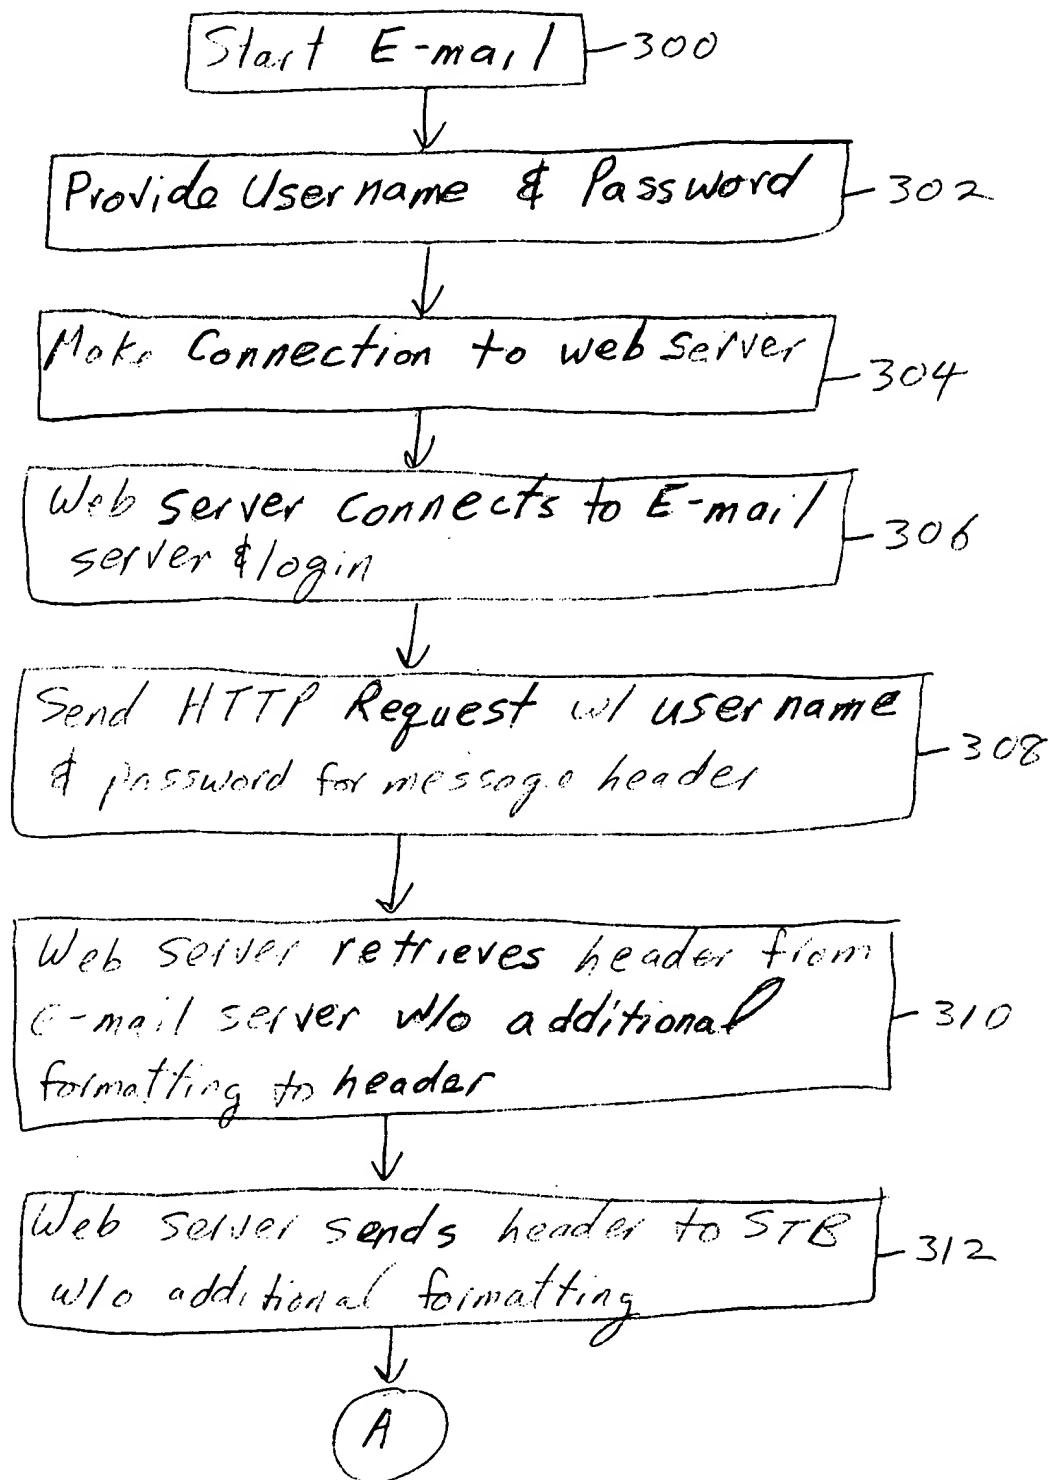 Start E-mail 300
Provide Username & Password 302
Make Connection to web server 304
Web server connects to E-mail
server & login 306
Send HTTP Request w/ username
& password for message header 308
Web server retrieves header from
E-mail server w/o additional 310
formatting to header
Web server sends header to STB
w/o additional formatting 312
A